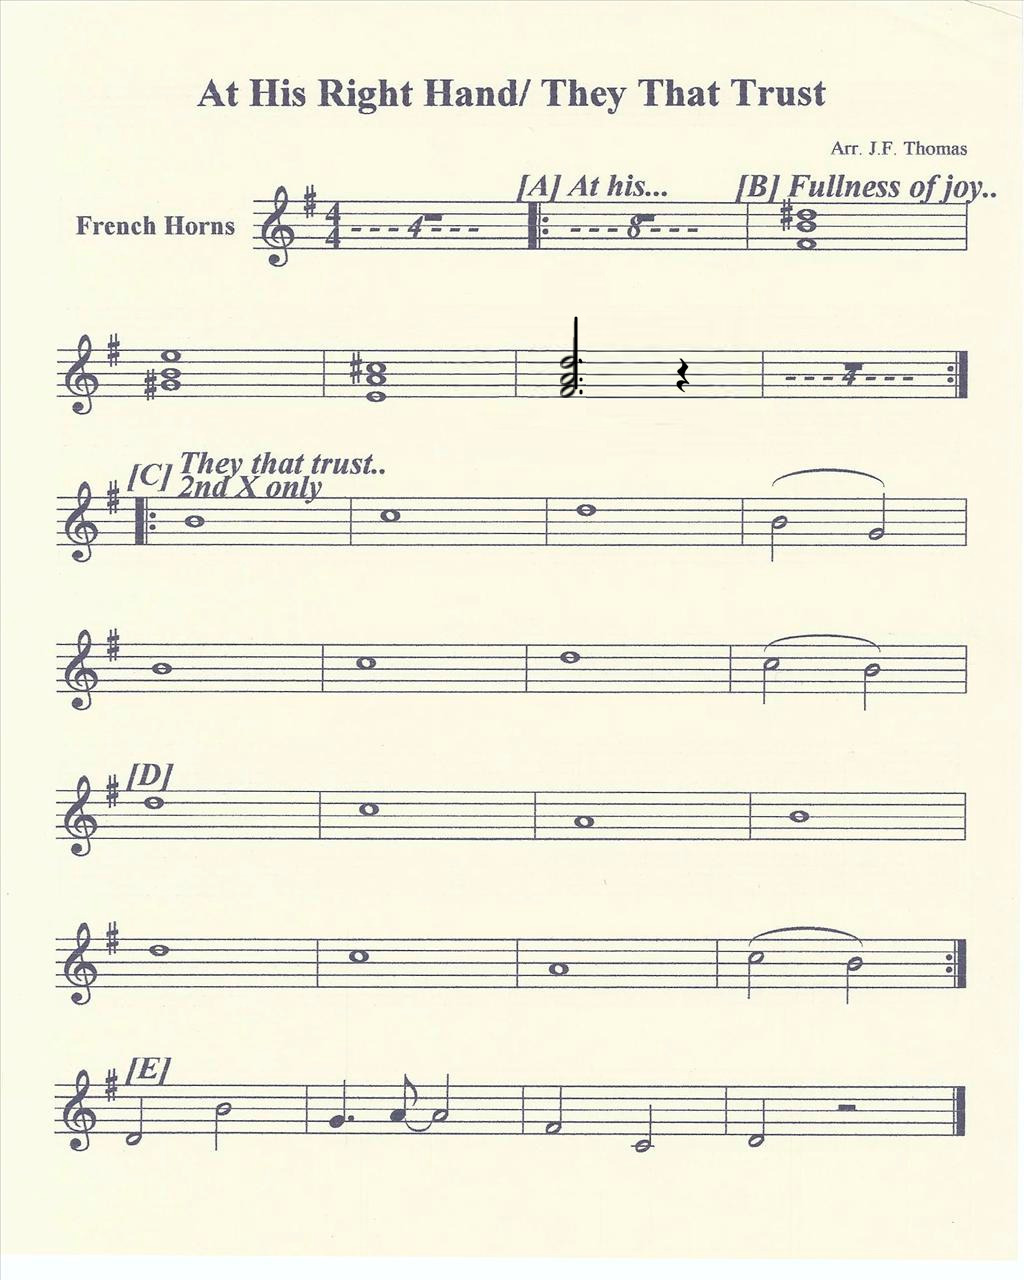 At His Right Hand/ They That Trust
Arr. J.F. Thomas
[A] At his... [B] Fullness of joy..
French Horns
4 4 4 8
4
[C] They that trust..
2nd X only
[D]
[E]